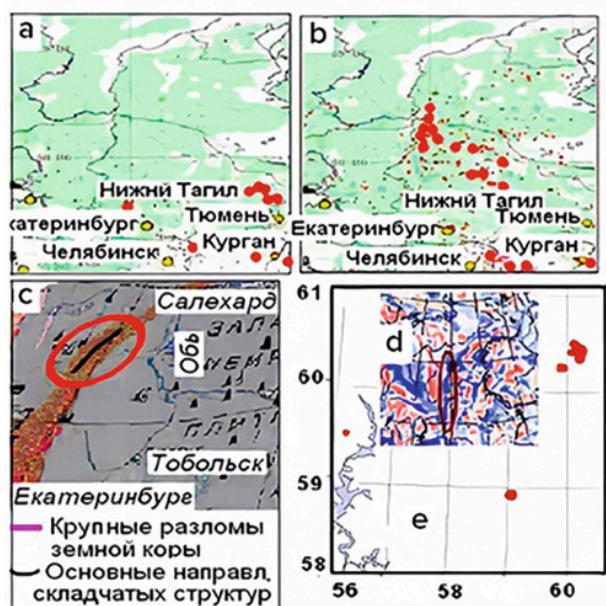 a
Нижний Тагил
Тюмень
катеринбург
Курган
Челябинск
b
Нижний Тагил
Тюмень
Екатеринбург
Курган
Челябинск
c
Салехард
Обь
Тобольск
Екатеринбурге
Крупные разломы
земной коры
Основные направл.
складчатых структур
61
d
60
59
e
58
56
58
60